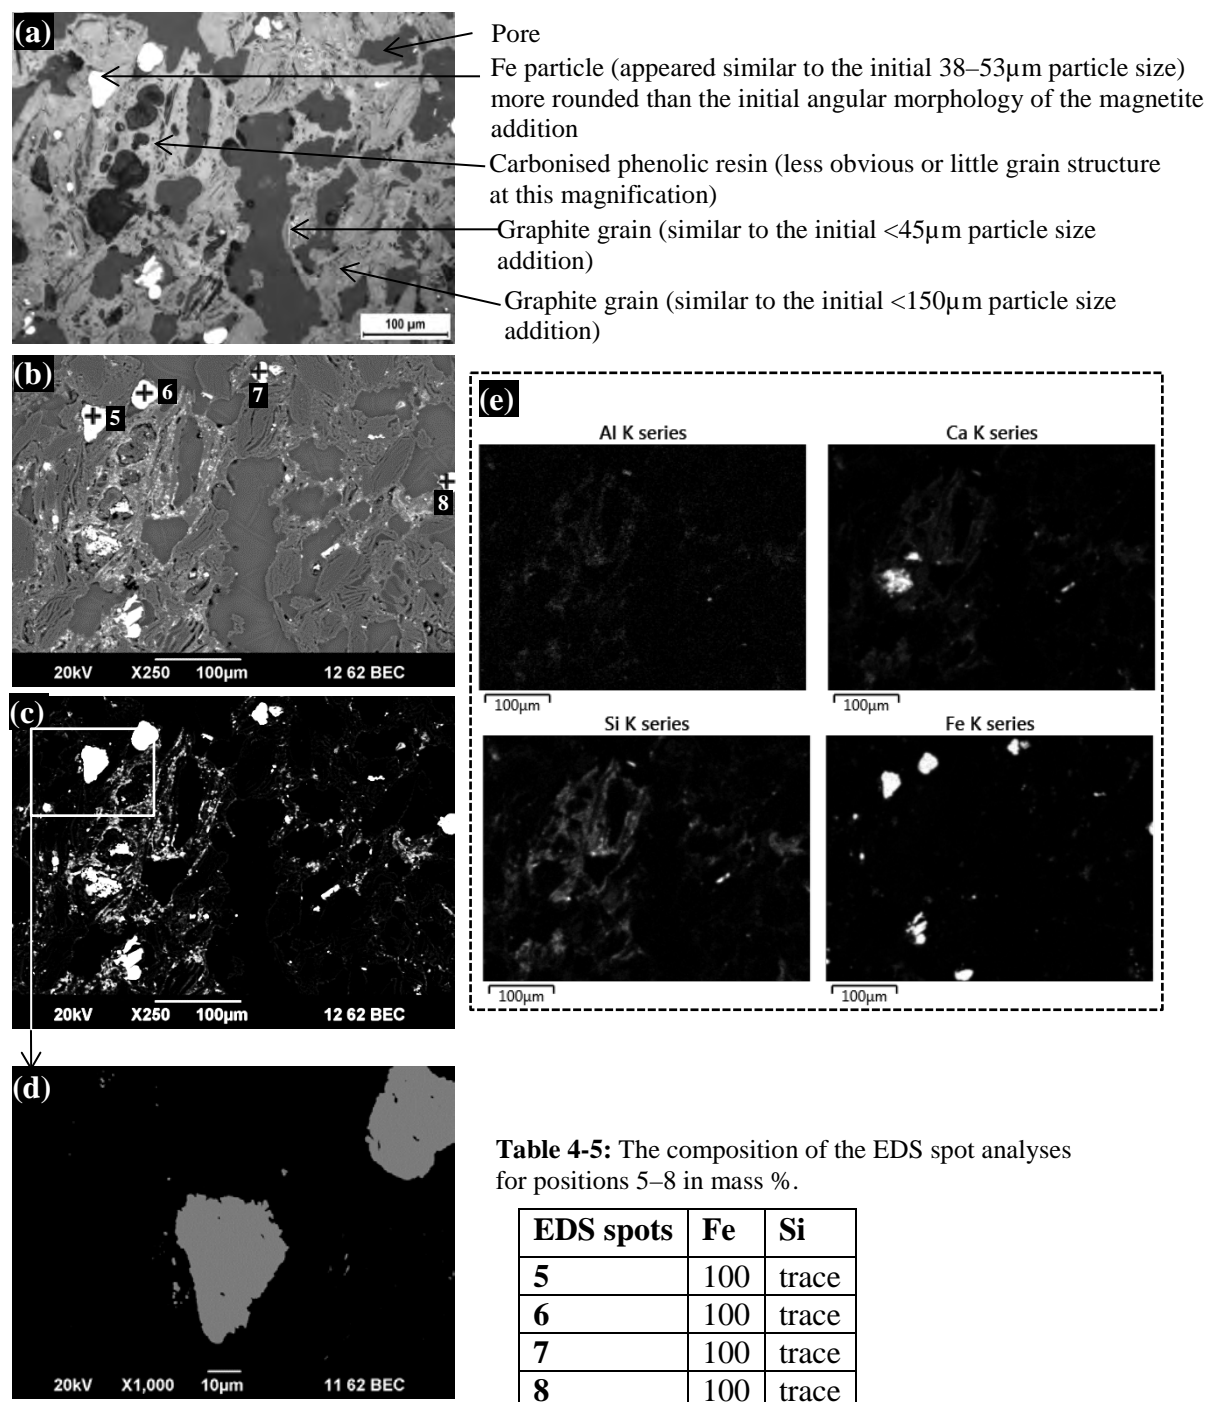 (a)
Pore
Fe particle (appeared similar to the initial 38–53µm particle size)
more rounded than the initial angular morphology of the magnetite
addition
Carbonised phenolic resin (less obvious or little grain structure
at this magnification)
Graphite grain (similar to the initial <45µm particle size
addition)
Graphite grain (similar to the initial <150µm particle size
addition)
100 µm
(b)
5
6
7
8
20kV X250 100µm 12 62 BEC
(c)
20kV X250 100µm 12 62 BEC
(d)
20kV X1,000 10µm 11 62 BEC
(e)
Al K series
100µm
Ca K series
100µm
Si K series
100µm
Fe K series
100µm
Table 4-5: The composition of the EDS spot analyses
for positions 5–8 in mass %.
EDS spots Fe Si
5 100 trace
6 100 trace
7 100 trace
8 100 trace